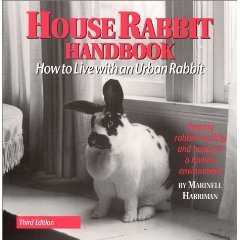 HOUSE RABBIT
HANDBOOK
How to Live with an Urban Rabbit
Keeping
rabbits healthy
and happy in
a human
environment
BY MARINELL
HARRIMAN
Third Edition